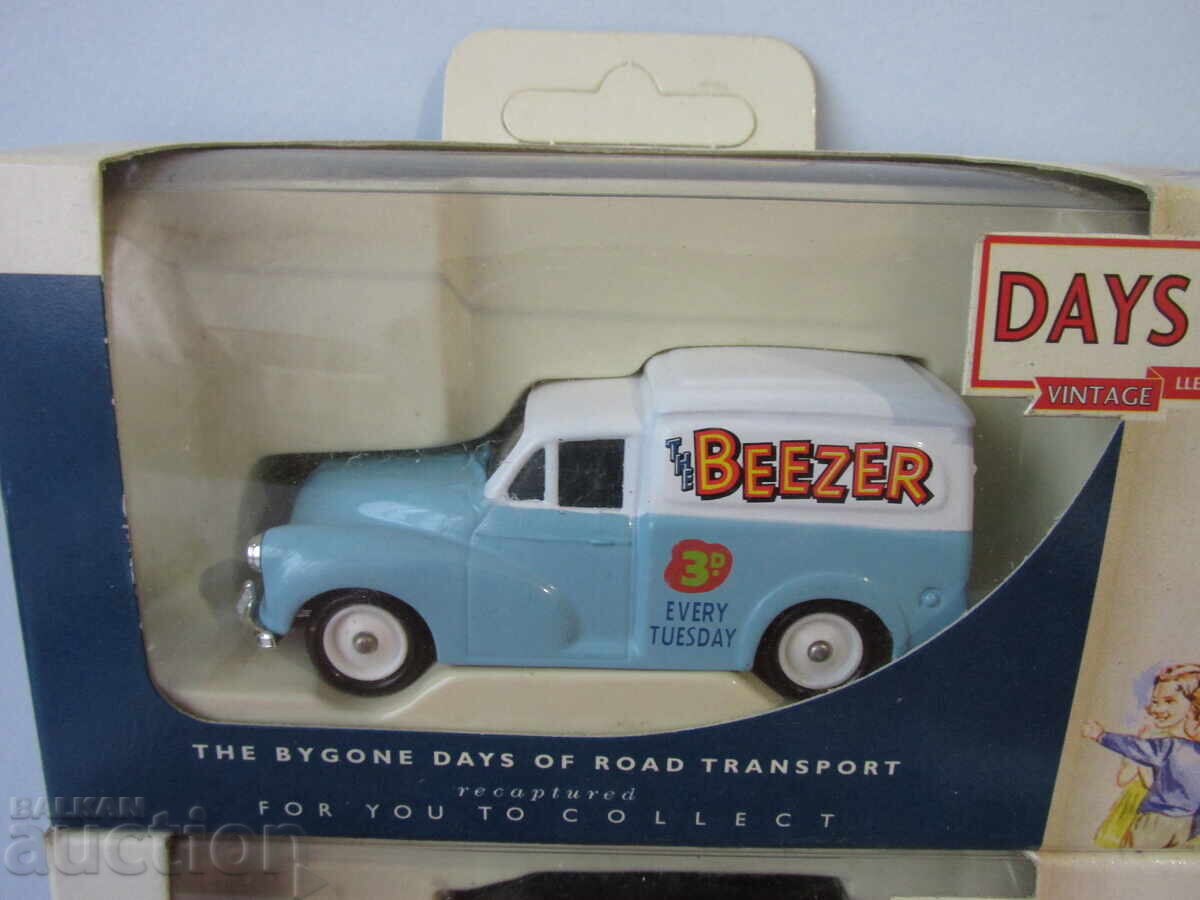 DAYS
VINTAGE LLE
THE BEEZER
3D.
EVERY
TUESDAY
THE BYGONE DAYS OF ROAD TRANSPORT
recaptured
FOR YOU TO COLLECT
BALKAN
auction